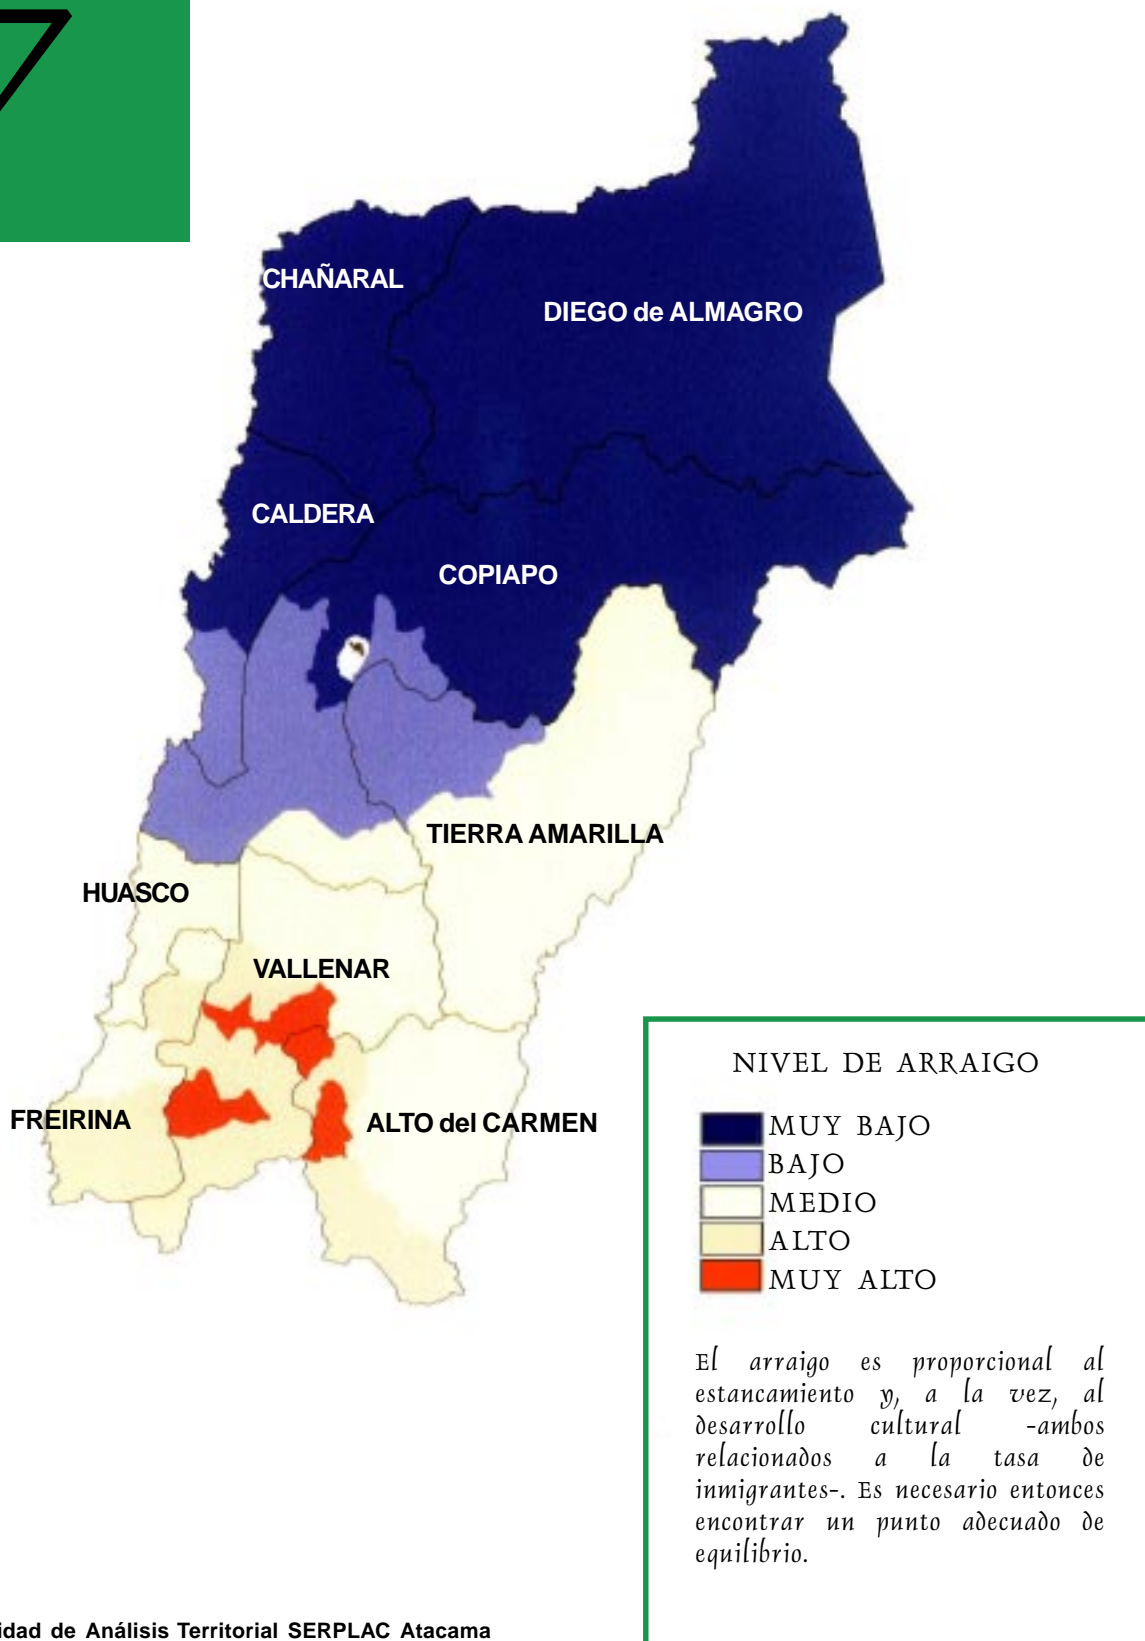 7
CHAÑARAL
DIEGO de ALMAGRO
CALDERA
COPIAPO
TIERRA AMARILLA
HUASCO
VALLENAR
FREIRINA
ALTO del CARMEN
NIVEL DE ARRAIGO
MUY BAJO
BAJO
MEDIO
ALTO
MUY ALTO
El arraigo es proporcional al
estancamiento y, a la vez, al
desarrollo cultural -ambos
relacionados a la tasa de
inmigrantes-. Es necesario entonces
encontrar un punto adecuado de
equilibrio.
idad de Análisis Territorial SERPLAC Atacama